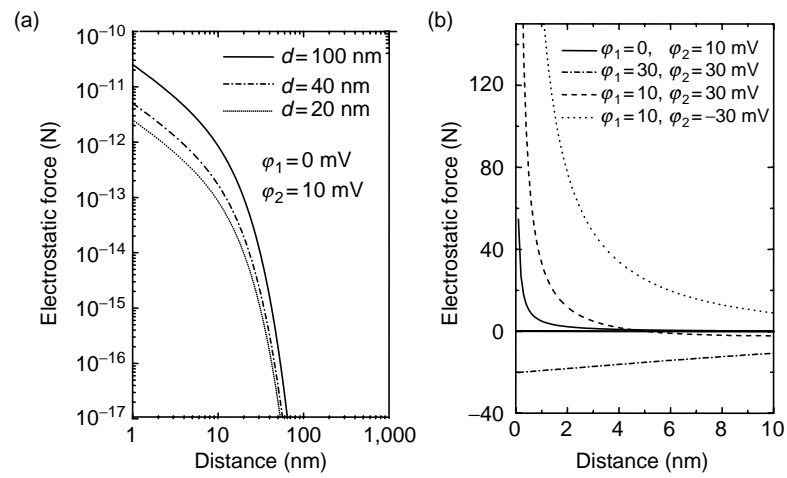 (a)
10⁻¹⁰
10⁻¹¹
10⁻¹²
10⁻¹³
10⁻¹⁴
10⁻¹⁵
10⁻¹⁶
10⁻¹⁷
Electrostatic force (N)
d = 100 nm
d = 40 nm
d = 20 nm
φ₁ = 0 mV
φ₂ = 10 mV
1 10 100 1,000
Distance (nm)
(b)
120
80
40
0
−40
Electrostatic force (N)
φ₁ = 0, φ₂ = 10 mV
φ₁ = 30, φ₂ = 30 mV
φ₁ = 10, φ₂ = 30 mV
φ₁ = 10, φ₂ = −30 mV
0 2 4 6 8 10
Distance (nm)